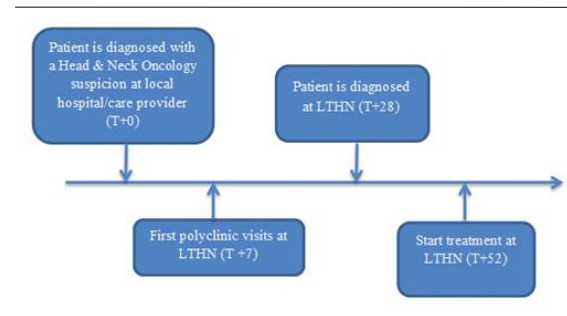 Patient is diagnosed with
a Head & Neck Oncology
suspicion at local
hospital/care provider
(T+0)
Patient is diagnosed
at LTHN (T+28)
First polyclinic visits at
LTHN (T +7)
Start treatment at
LTHN (T+52)